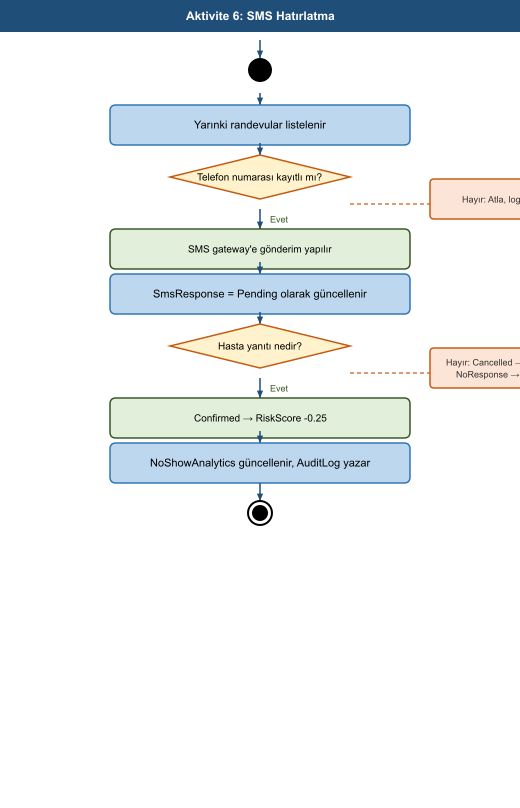 Aktivite 6: SMS Hatırlatma
Yarınki randevular listelenir
Telefon numarası kayıtlı mı?
Hayır: Atla, log
Evet
SMS gateway'e gönderim yapılır
SmsResponse = Pending olarak güncellenir
Hasta yanıtı nedir?
Hayır: Cancelled –
NoResponse →
Evet
Confirmed → RiskScore -0.25
NoShowAnalytics güncellenir, AuditLog yazar